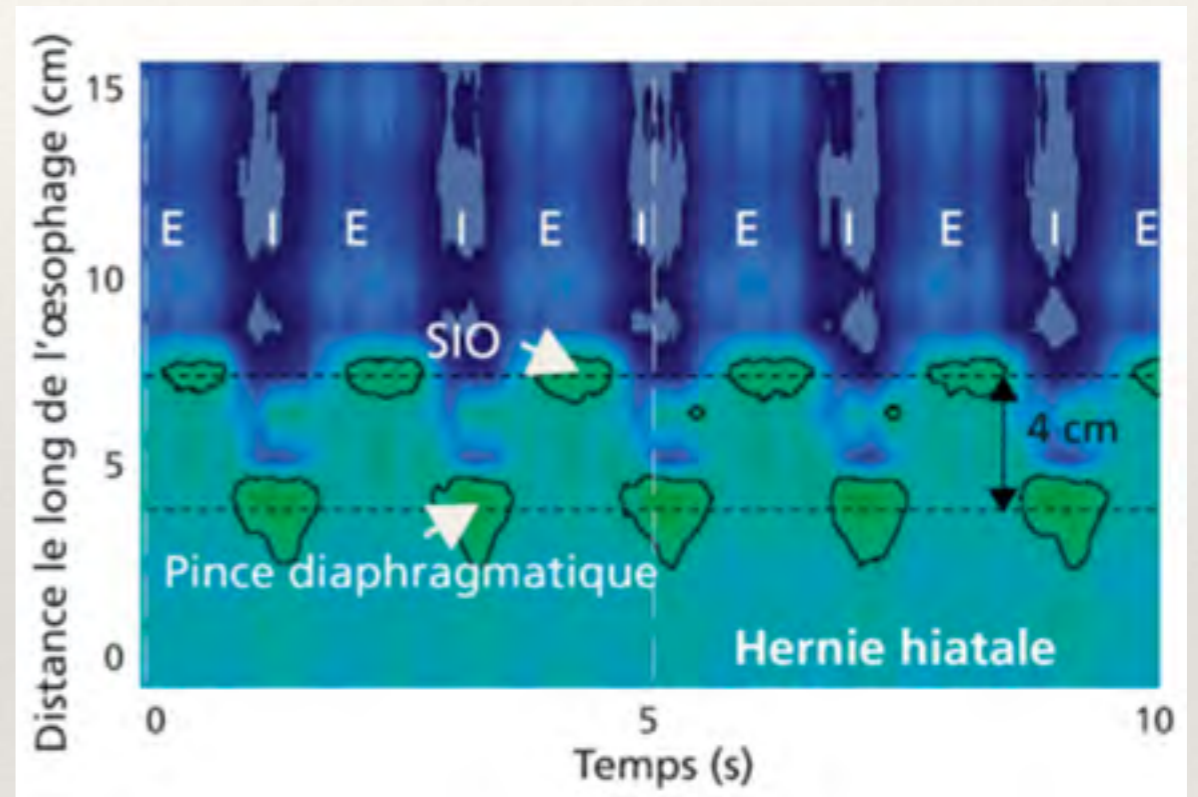 Distance le long de l'œsophage (cm)
15
10
5
0
E I E I E I E I E I E
SIO
4 cm
Pince diaphragmatique
Hernie hiatale
0 5 10
Temps (s)